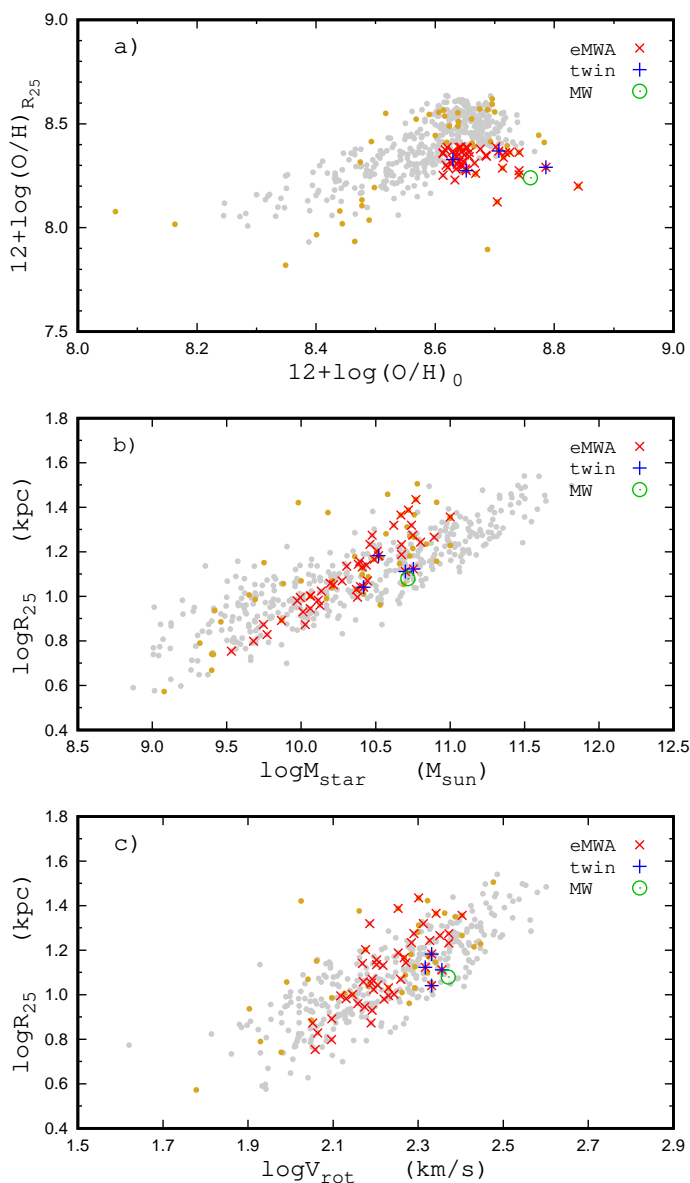 a)
eMWA
twin
MW
12+log(O/H)R25
9.0
8.5
8.0
7.5
8.0 8.2 8.4 8.6 8.8 9.0
12+log(O/H)0
b)
eMWA
twin
MW
logR25 (kpc)
1.8
1.6
1.4
1.2
1.0
0.8
0.6
0.4
8.5 9.0 9.5 10.0 10.5 11.0 11.5 12.0 12.5
logMstar (Msun)
c)
eMWA
twin
MW
logR25 (kpc)
1.8
1.6
1.4
1.2
1.0
0.8
0.6
0.4
1.5 1.7 1.9 2.1 2.3 2.5 2.7 2.9
logVrot (km/s)